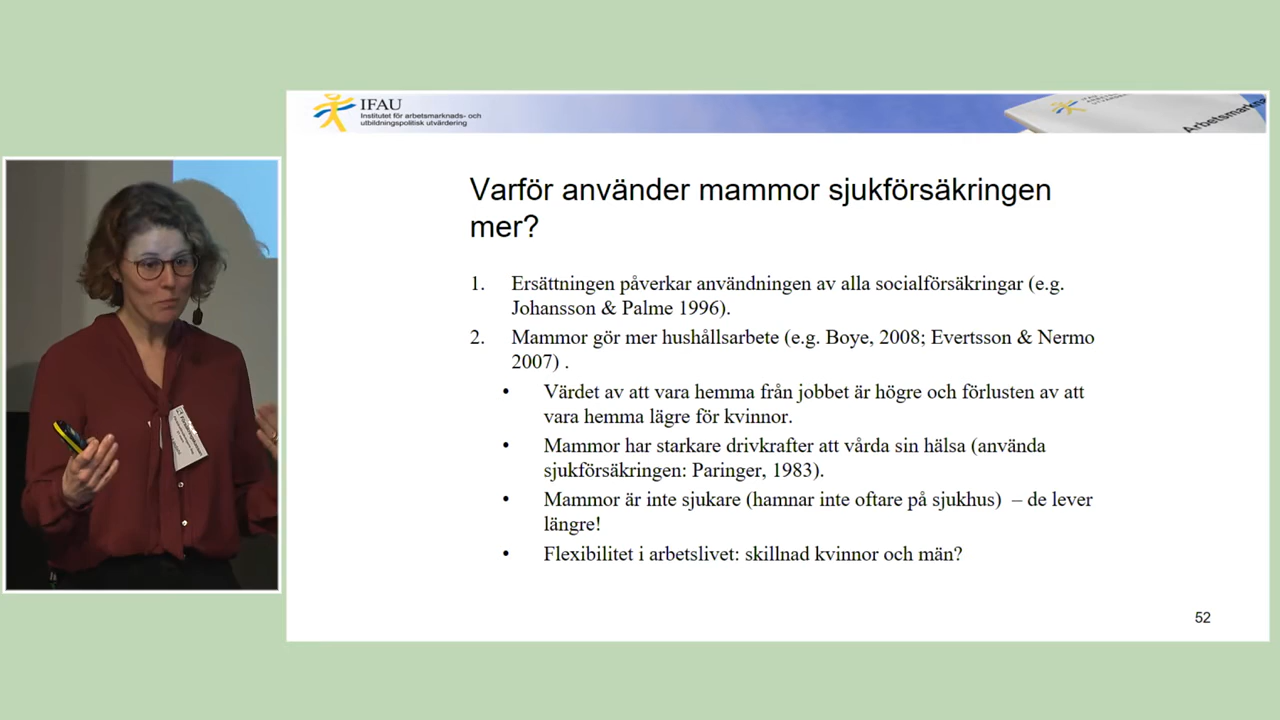 IFAU
Institutet för arbetsmarknads- och
utbildningspolitisk utvärdering
Varför använder mammor sjukförsäkringen
mer?
1. Ersättningen påverkar användningen av alla socialförsäkringar (e.g.
Johansson & Palme 1996).
2. Mammor gör mer hushållsarbete (e.g. Boye, 2008; Evertsson & Nermo
2007) .
• Värdet av att vara hemma från jobbet är högre och förlusten av att
vara hemma lägre för kvinnor.
• Mammor har starkare drivkrafter att vårda sin hälsa (använda
sjukförsäkringen: Paringer, 1983).
• Mammor är inte sjukare (hamnar inte oftare på sjukhus) – de lever
längre!
• Flexibilitet i arbetslivet: skillnad kvinnor och män?
52